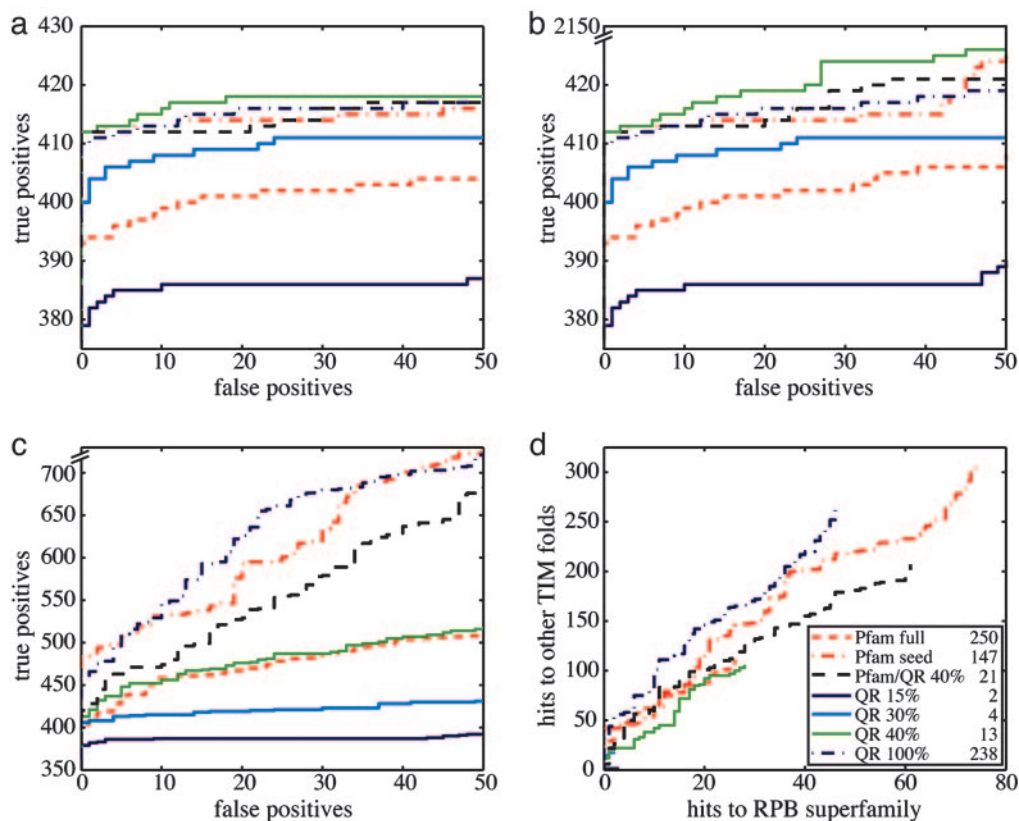 a
430
420
410
400
390
380
true positives
0 10 20 30 40 50
false positives
b
2150
420
410
400
390
380
true positives
0 10 20 30 40 50
false positives
c
700
650
600
550
500
450
400
350
true positives
0 10 20 30 40 50
false positives
d
300
250
200
150
100
50
0
hits to other TIM folds
0 20 40 60 80
hits to RPB superfamily
Pfam full 250
Pfam seed 147
Pfam/QR 40% 21
QR 15% 2
QR 30% 4
QR 40% 13
QR 100% 238